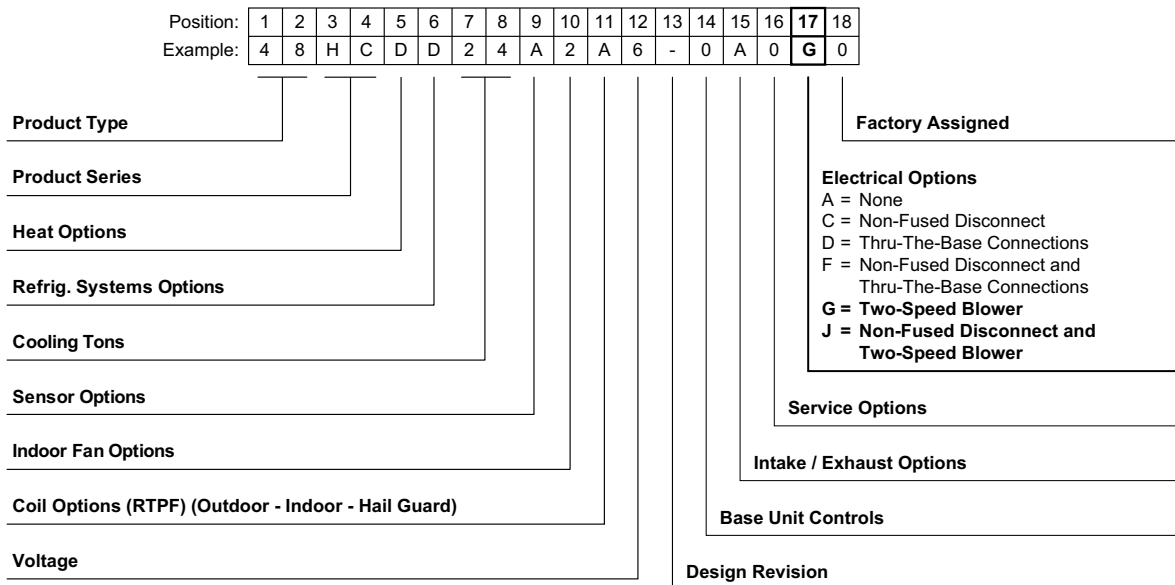 Position: 1 2 3 4 5 6 7 8 9 10 11 12 13 14 15 16 17 18
Example: 4 8 H C D D 2 4 A 2 A 6 - 0 A 0 G 0
Product Type
Product Series
Heat Options
Refrig. Systems Options
Cooling Tons
Sensor Options
Indoor Fan Options
Coil Options (RTPF) (Outdoor - Indoor - Hail Guard)
Voltage
Factory Assigned
Electrical Options
A = None
C = Non-Fused Disconnect
D = Thru-The-Base Connections
F = Non-Fused Disconnect and
Thru-The-Base Connections
G = Two-Speed Blower
J = Non-Fused Disconnect and
Two-Speed Blower
Service Options
Intake / Exhaust Options
Base Unit Controls
Design Revision